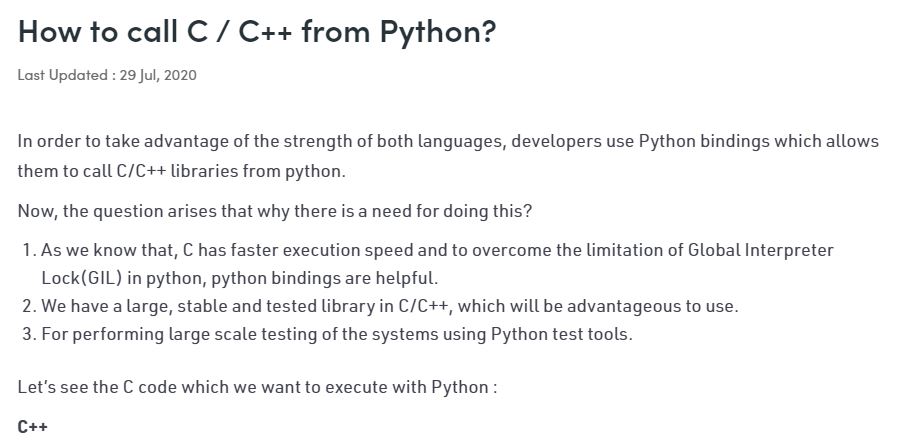 How to call C / C++ from Python?
Last Updated : 29 Jul, 2020
In order to take advantage of the strength of both languages, developers use Python bindings which allows
them to call C/C++ libraries from python.
Now, the question arises that why there is a need for doing this?
1. As we know that, C has faster execution speed and to overcome the limitation of Global Interpreter
Lock(GIL) in python, python bindings are helpful.
2. We have a large, stable and tested library in C/C++, which will be advantageous to use.
3. For performing large scale testing of the systems using Python test tools.
Let’s see the C code which we want to execute with Python :
C++